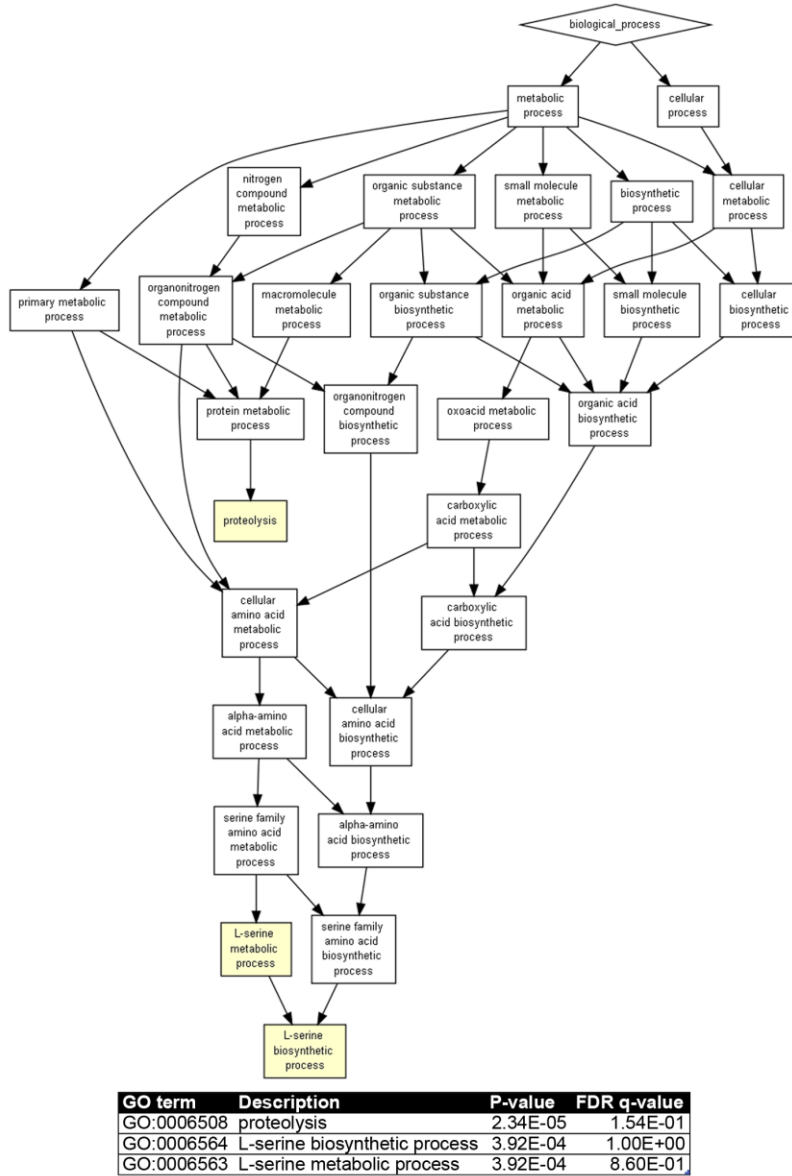 biological_process
metabolic
process
cellular
process
nitrogen
compound
metabolic
process
organic substance
metabolic
process
small molecule
metabolic
process
biosynthetic
process
cellular
metabolic
process
primary metabolic
process
organonitrogen
compound
metabolic
process
macromolecule
metabolic
process
organic substance
biosynthetic
process
organic acid
metabolic
process
small molecule
biosynthetic
process
cellular
biosynthetic
process
protein metabolic
process
organonitrogen
compound
biosynthetic
process
oxoacid metabolic
process
organic acid
biosynthetic
process
proteolysis
carboxylic
acid metabolic
process
cellular
amino acid
metabolic
process
carboxylic
acid biosynthetic
process
alpha-amino
acid metabolic
process
cellular
amino acid
biosynthetic
process
serine family
amino acid
metabolic
process
alpha-amino
acid biosynthetic
process
L-serine
metabolic
process
serine family
amino acid
biosynthetic
process
L-serine
biosynthetic
process
GO term Description P-value FDR q-value
GO:0006508 proteolysis 2.34E-05 1.54E-01
GO:0006564 L-serine biosynthetic process 3.92E-04 1.00E+00
GO:0006563 L-serine metabolic process 3.92E-04 8.60E-01